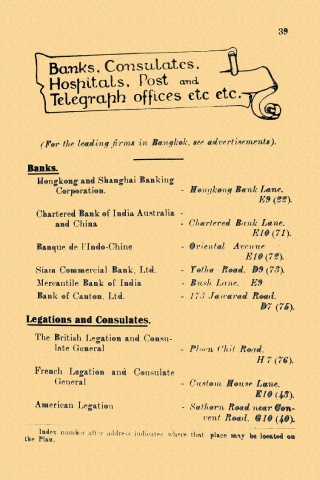 39
Banks, Consulates,
Hospitals, Post and
Telegraph offices etc etc.
(For the leading firms in Bangkok, see advertisements).
Banks.
Hongkong and Shanghai Banking
Corporation. - Hongkong Bank Lane.
E9 (22).
Chartered Bank of India Australia
and China - Chartered Bank Lane.
E10 (71).
Banque de l'Indo-Chine - Oriental Avenue
E10 (72).
Siam Commercial Bank, Ltd. - Yotha Road. D9 (73).
Mercantile Bank of India - Bush Lane. E9
Bank of Canton, Ltd. - 173 Jawarad Road.
D7 (75).
Legations and Consulates.
The British Legation and Consu-
late General - Ploen Chit Road.
H7 (76).
French Legation and Consulate
General - Custom House Lane.
E10 (43).
American Legation - Sathorn Road near Con-
vent Road. G10 (40).
Index number after address indicates where that place may be located on
the Plan.